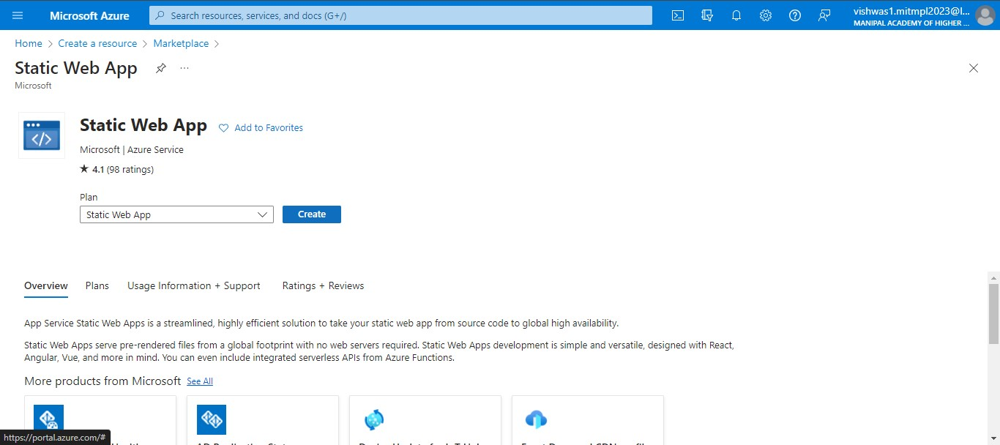 Microsoft Azure
Search resources, services, and docs (G+/)
vishwas1.mitmpl2023@l...
MANIPAL ACADEMY OF HIGHER ...
Home > Create a resource > Marketplace >
Static Web App
...
Microsoft
Static Web App
Add to Favorites
Microsoft | Azure Service
★ 4.1 (98 ratings)
Plan
Static Web App
Create
Overview Plans Usage Information + Support Ratings + Reviews
App Service Static Web Apps is a streamlined, highly efficient solution to take your static web app from source code to global high availability.
Static Web Apps serve pre-rendered files from a global footprint with no web servers required. Static Web Apps development is simple and versatile, designed with React,
Angular, Vue, and more in mind. You can even include integrated serverless APIs from Azure Functions.
More products from Microsoft See All
https://portal.azure.com/#